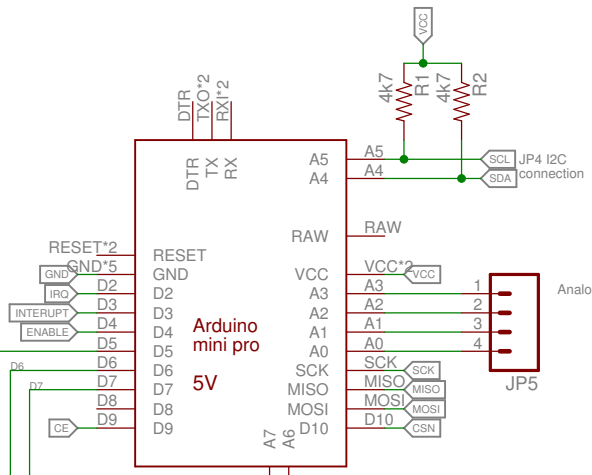 VCC
4k7 R1 4k7 R2
DTR TXO*2 RXI*2
DTR TX RX
A5 A5 SCL JP4 I2C
A4 A4 SDA connection
RAW RAW
RESET*2 RESET
GND GND*5 GND VCC VCC*2 VCC
IRQ D2 D2 A3 A3 1 Analo
INTERUPT D3 D3 A2 A2 2
ENABLE D4 D4 A1 A1 3
D5 D5 A0 A0 4
Arduino
mini pro
5V
D6 D6 D6 SCK SCK SCK
D7 D7 D7 MISO MISO MISO
JP5
D8 D8 MOSI MOSI MOSI
CE D9 D9 D10 D10 CSN
A7 A6